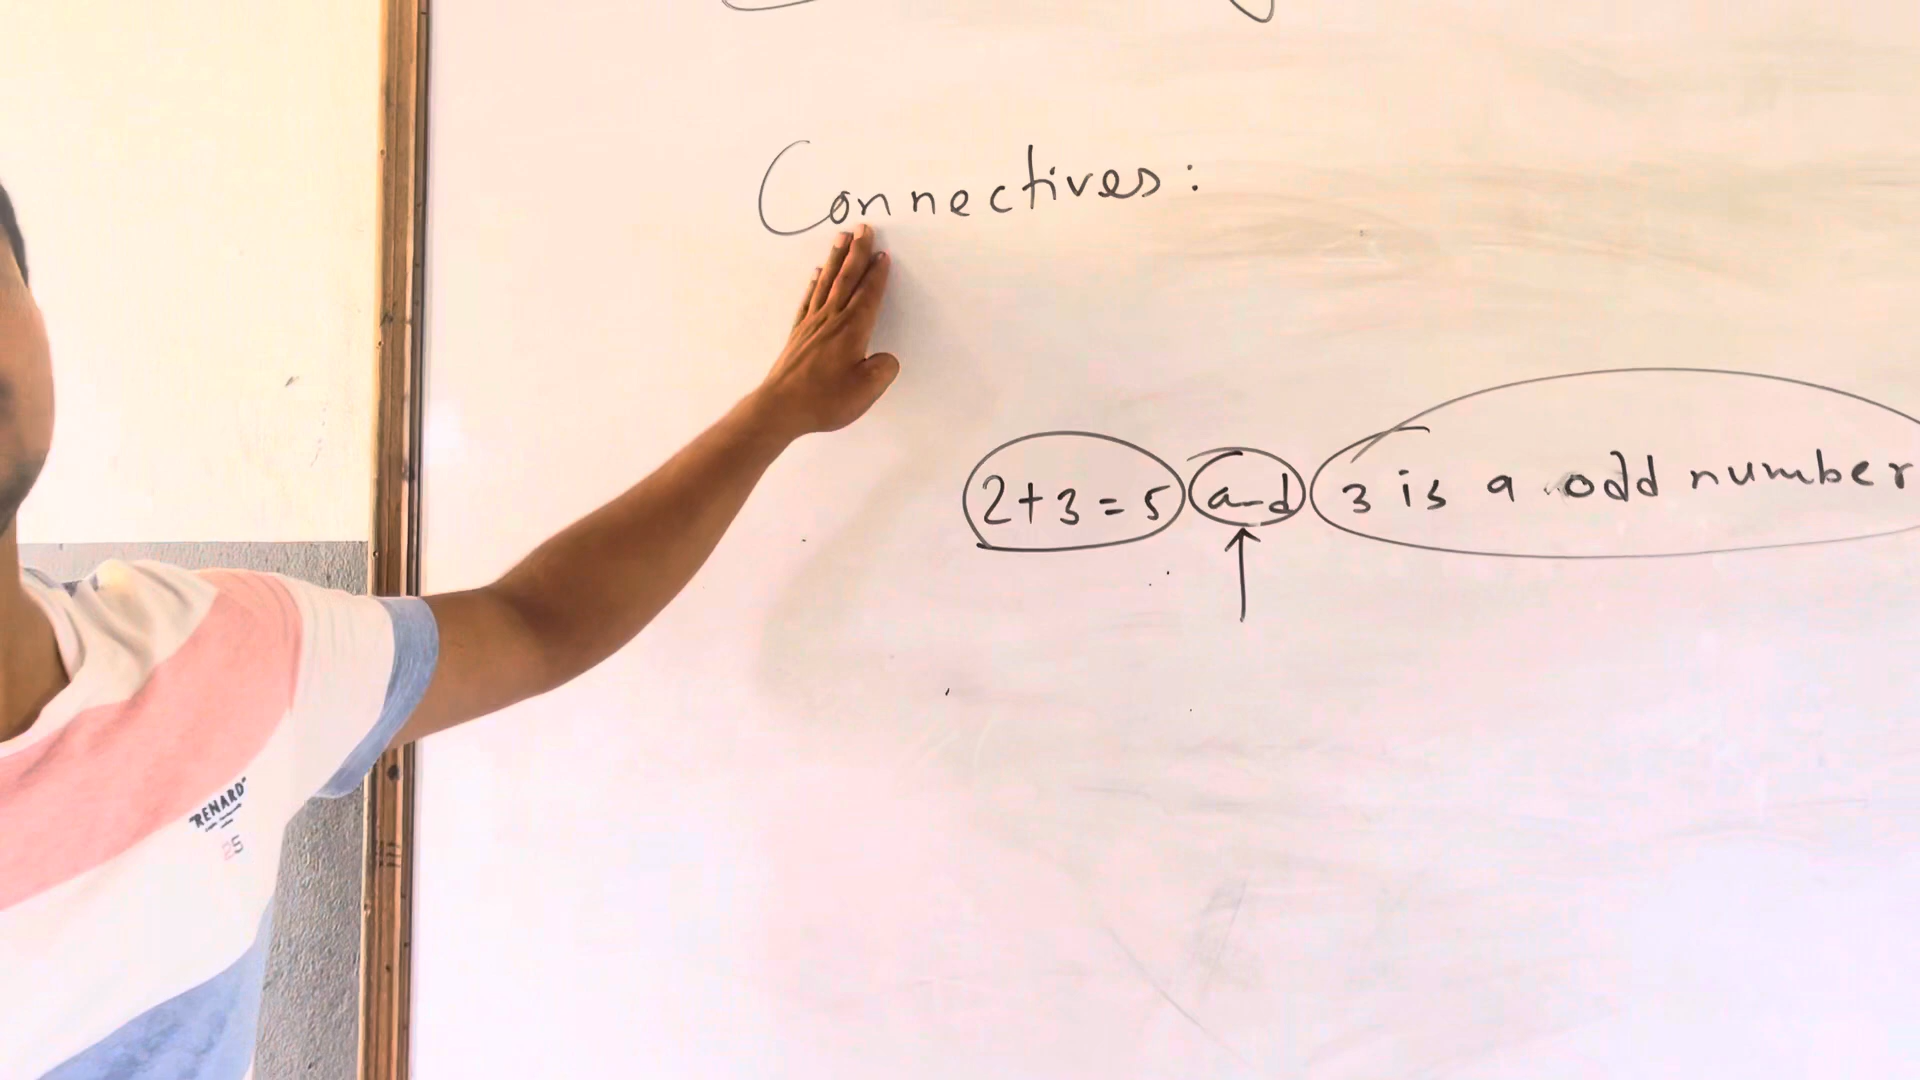 Connectives:
2+3=5 and 3 is a odd number
"RENARD"
25